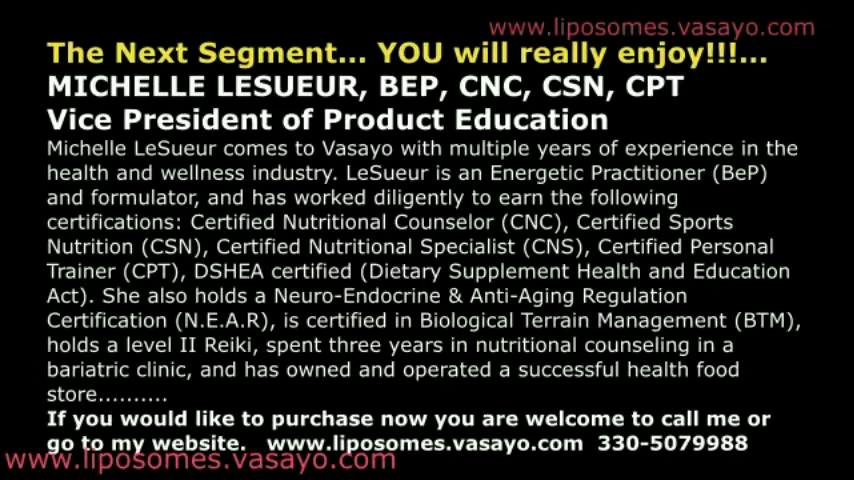 www.liposomes.vasayo.com
The Next Segment... YOU will really enjoy!!!...
MICHELLE LESUEUR, BEP, CNC, CSN, CPT
Vice President of Product Education
Michelle LeSueur comes to Vasayo with multiple years of experience in the
health and wellness industry. LeSueur is an Energetic Practitioner (BeP)
and formulator, and has worked diligently to earn the following
certifications: Certified Nutritional Counselor (CNC), Certified Sports
Nutrition (CSN), Certified Nutritional Specialist (CNS), Certified Personal
Trainer (CPT), DSHEA certified (Dietary Supplement Health and Education
Act). She also holds a Neuro-Endocrine & Anti-Aging Regulation
Certification (N.E.A.R), is certified in Biological Terrain Management (BTM),
holds a level II Reiki, spent three years in nutritional counseling in a
bariatric clinic, and has owned and operated a successful health food
store..........
If you would like to purchase now you are welcome to call me or
go to my website. www.liposomes.vasayo.com 330-5079988
www.liposomes.vasayo.com